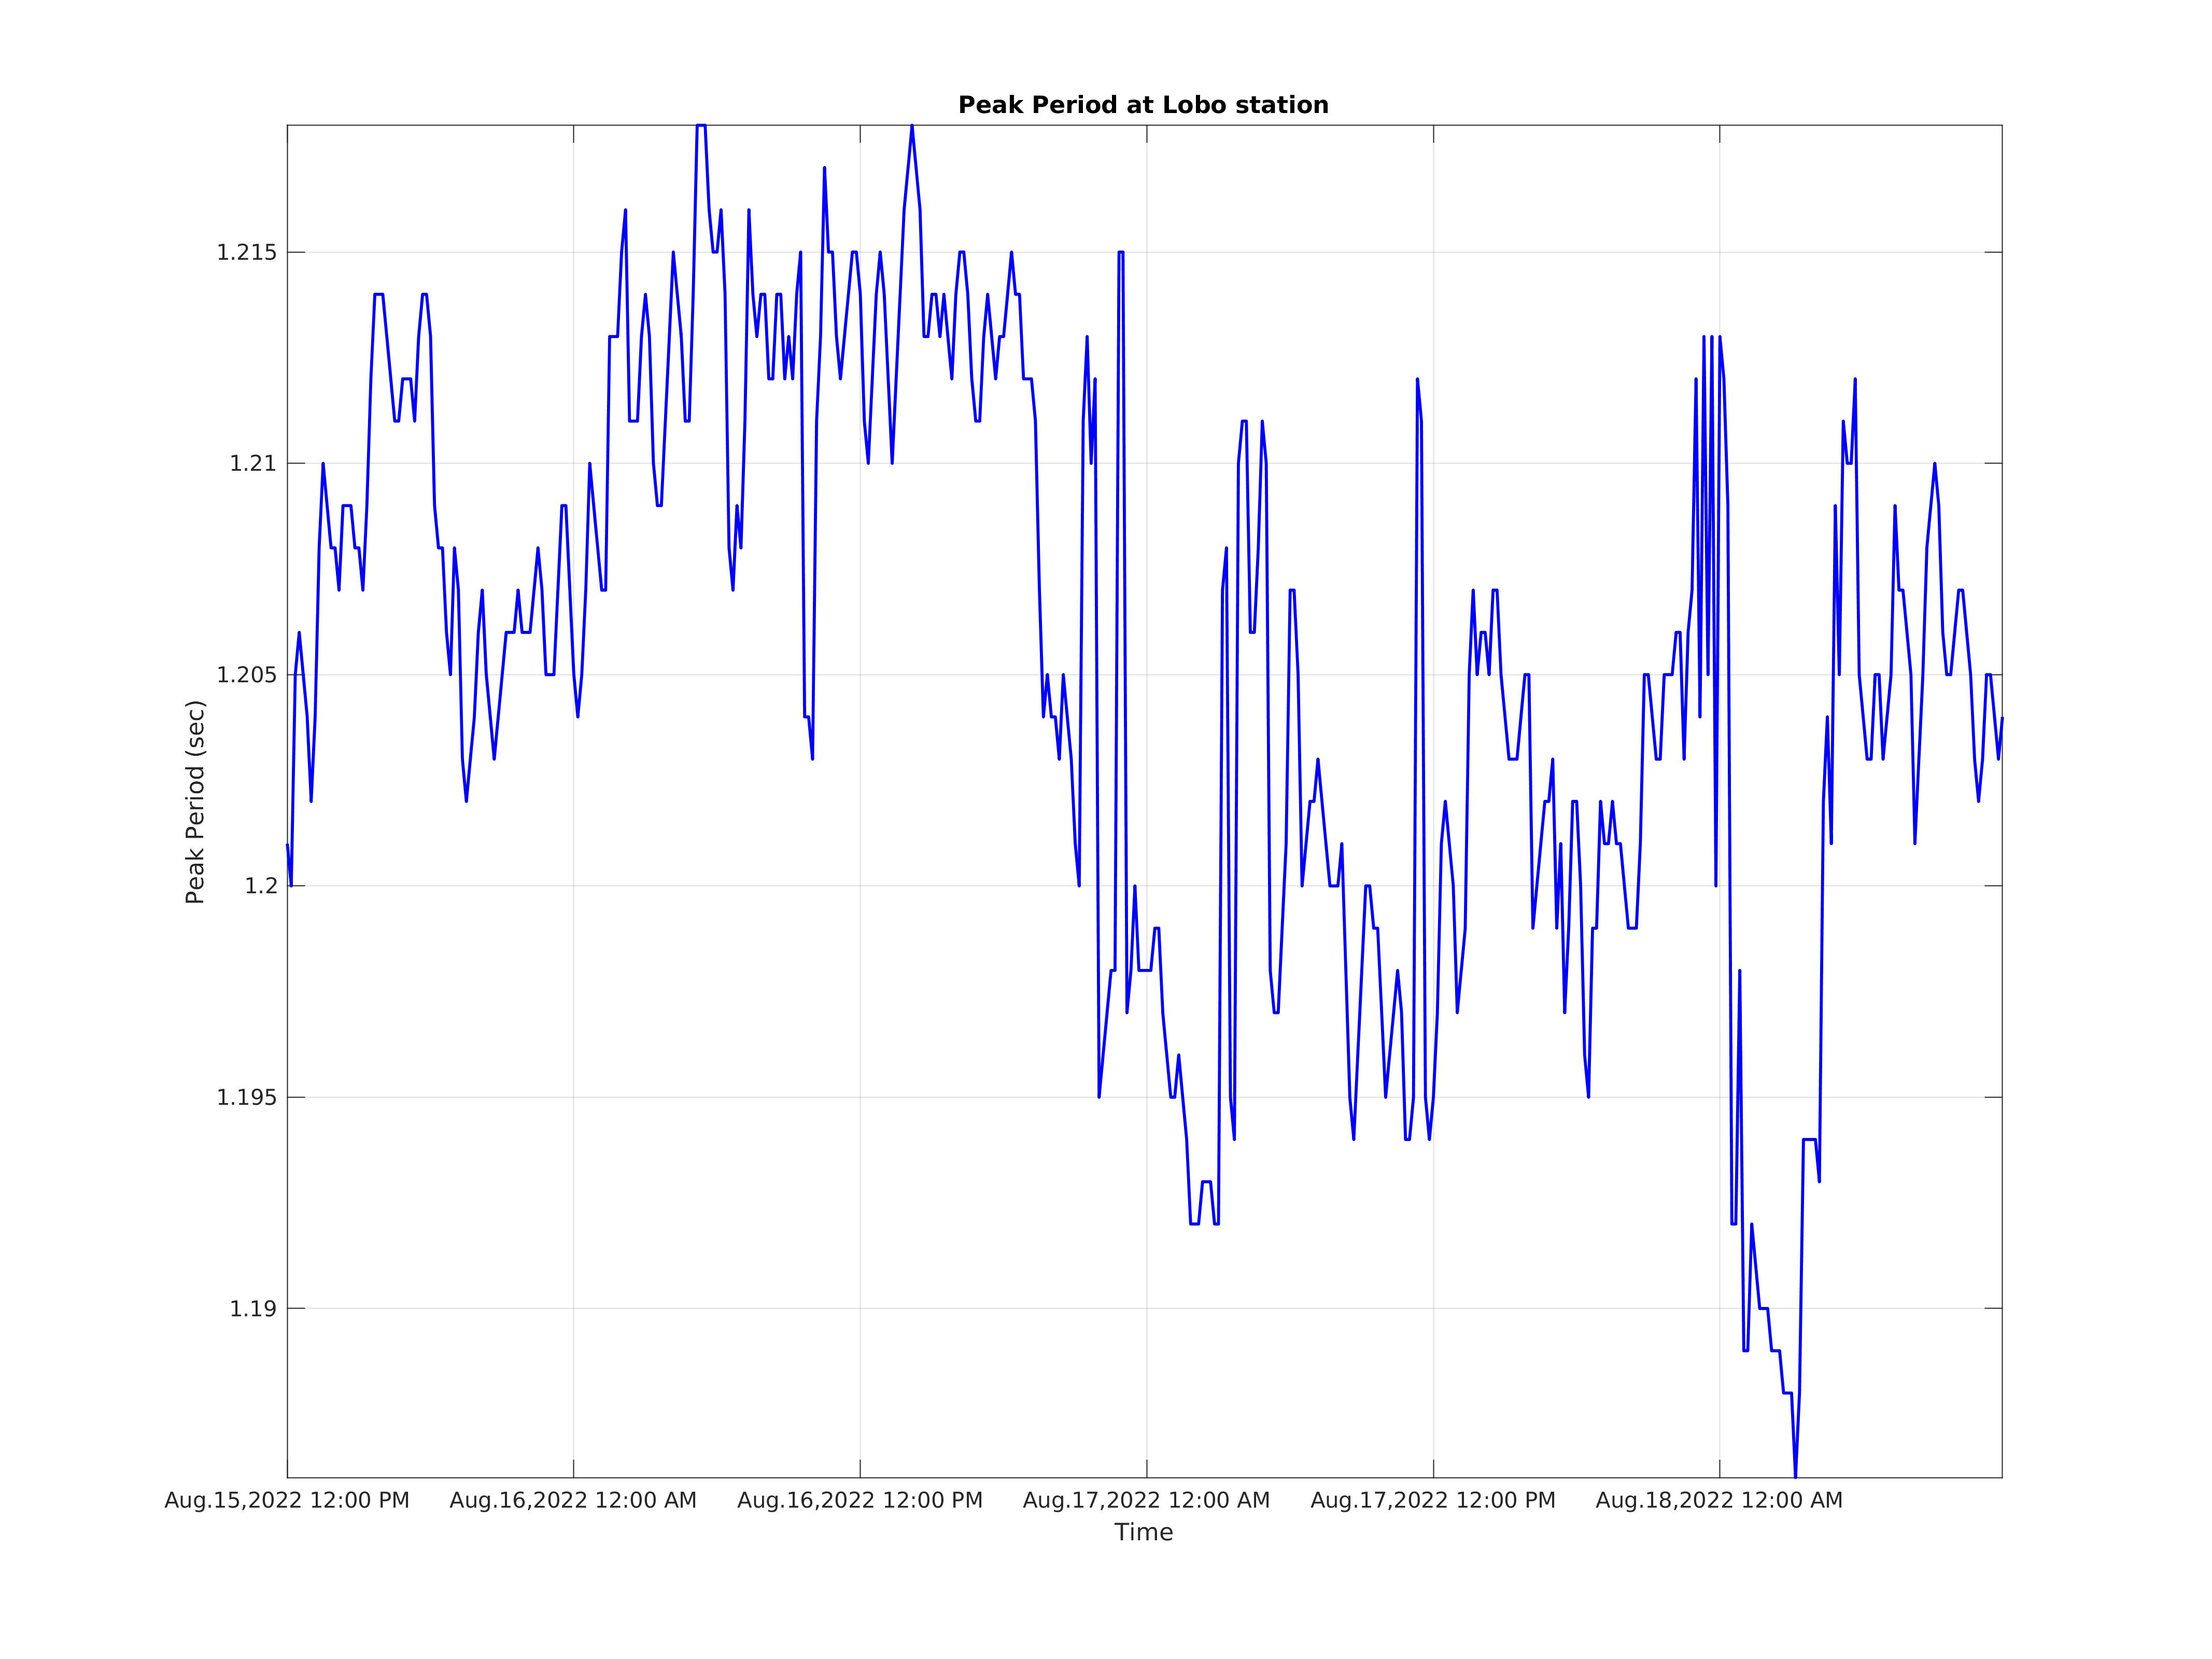 Peak Period at Lobo station
Peak Period (sec)
1.215
1.21
1.205
1.2
1.195
1.19
Aug.15,2022 12:00 PM Aug.16,2022 12:00 AM Aug.16,2022 12:00 PM Aug.17,2022 12:00 AM Aug.17,2022 12:00 PM Aug.18,2022 12:00 AM
Time